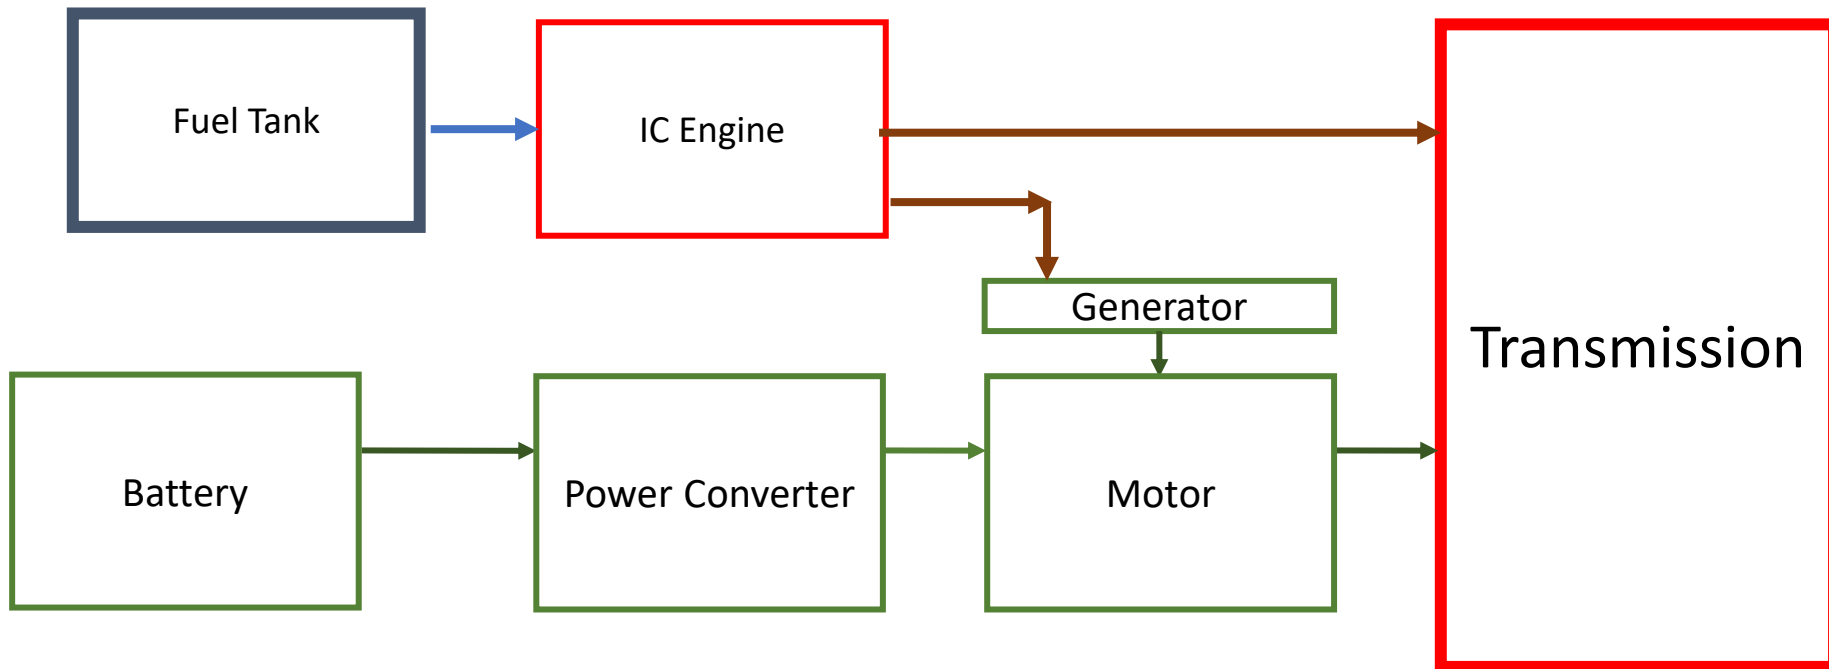 Fuel Tank
IC Engine
Generator
Transmission
Battery
Power Converter
Motor